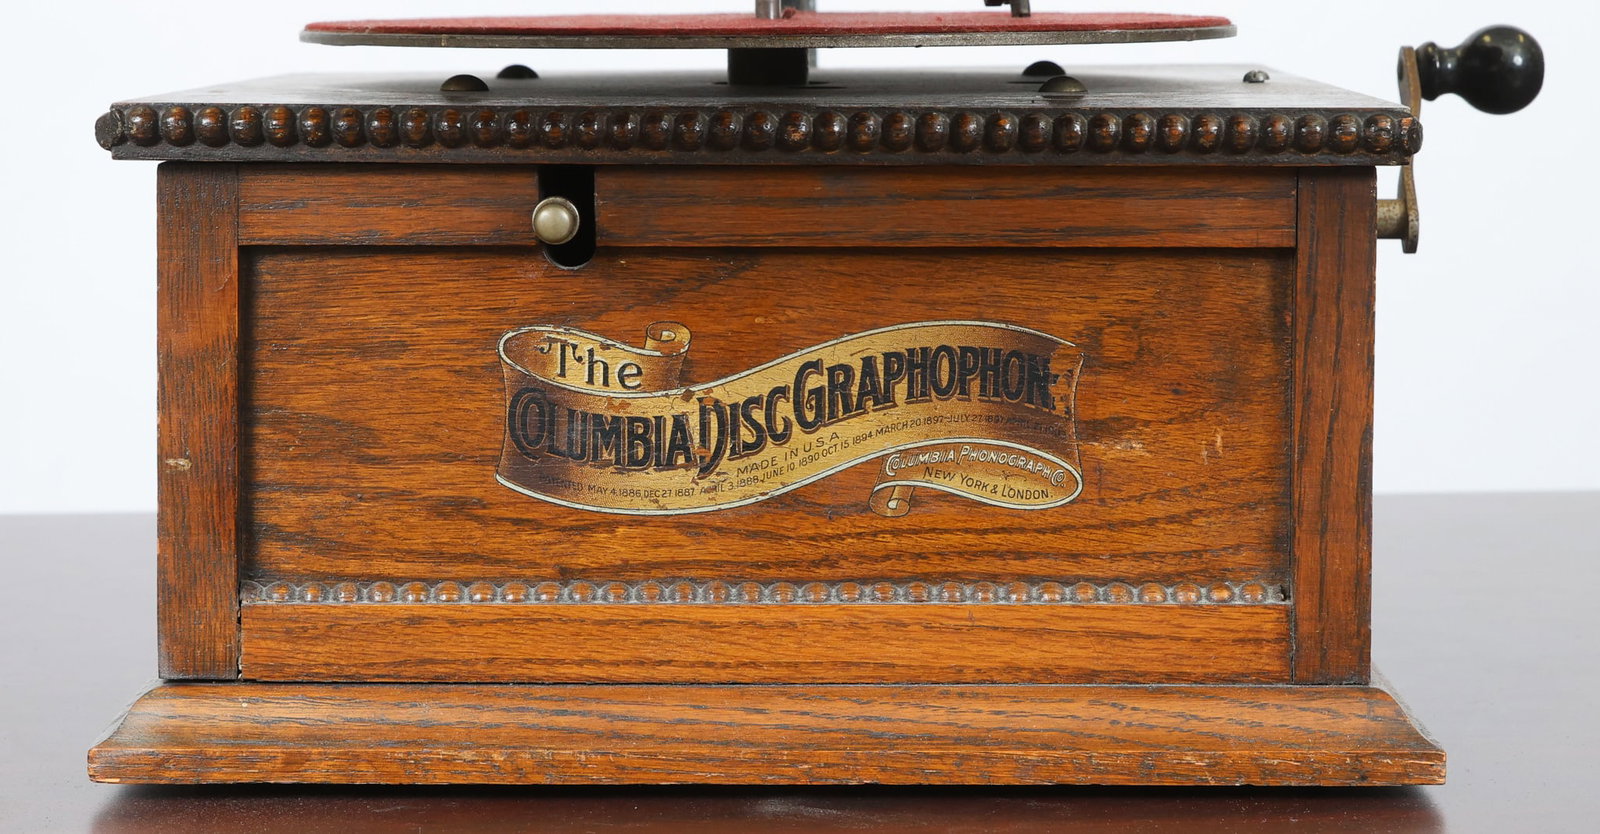 The
COLUMBIA DISC GRAPHOPHON
MADE IN U.S.A.
PATENTED MAY 4.1886 DEC 27 1887 APRIL 3.1888 JUNE 10.1890 OCT 15 1894 MARCH 20 1897 JULY 27 1897
COLUMBIA PHONOGRAPH CO.
NEW YORK & LONDON.